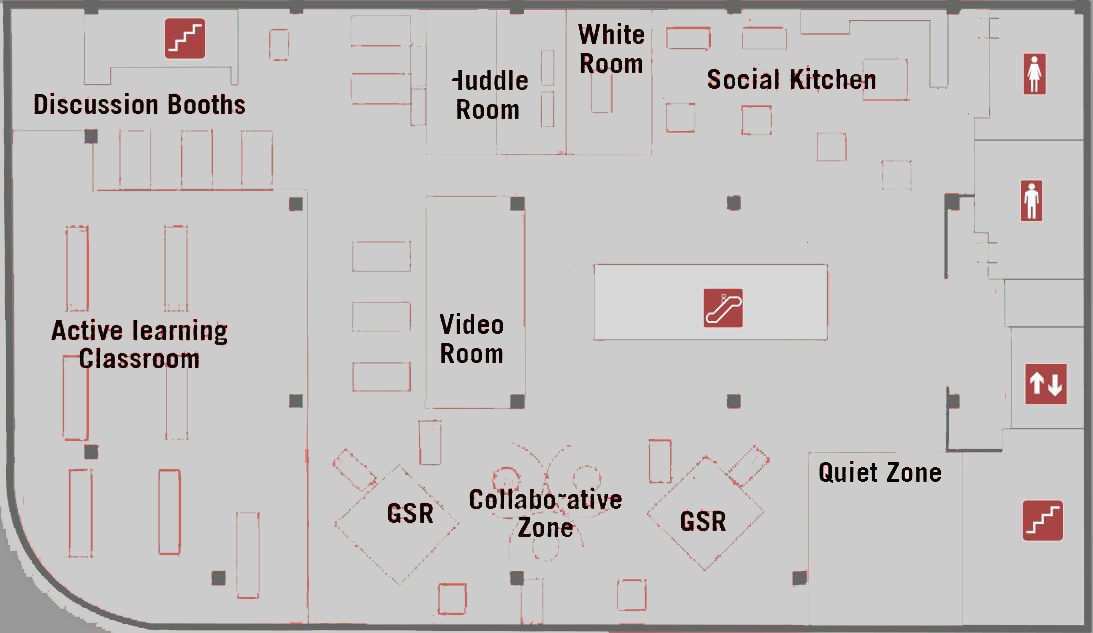 White
Room
Huddle
Room
Social Kitchen
Discussion Booths
Active learning
Classroom
Video
Room
Quiet Zone
GSR
Collaborative
Zone
GSR